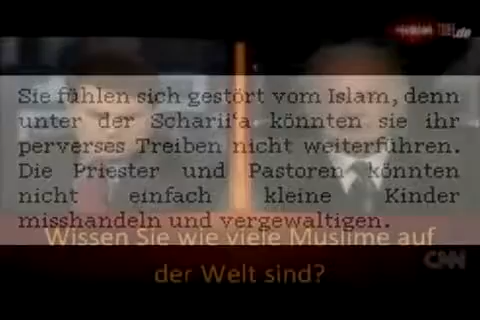 Sie fühlen sich gestört vom Islam, denn
unter der Scharii‘a könnten sie ihr
perverses Treiben nicht weiterführen.
Die Priester und Pastoren könnten
nicht einfach kleine Kinder
misshandeln und vergewaltigen.
Wissen Sie wie viele Muslime auf
der Welt sind?
CNN